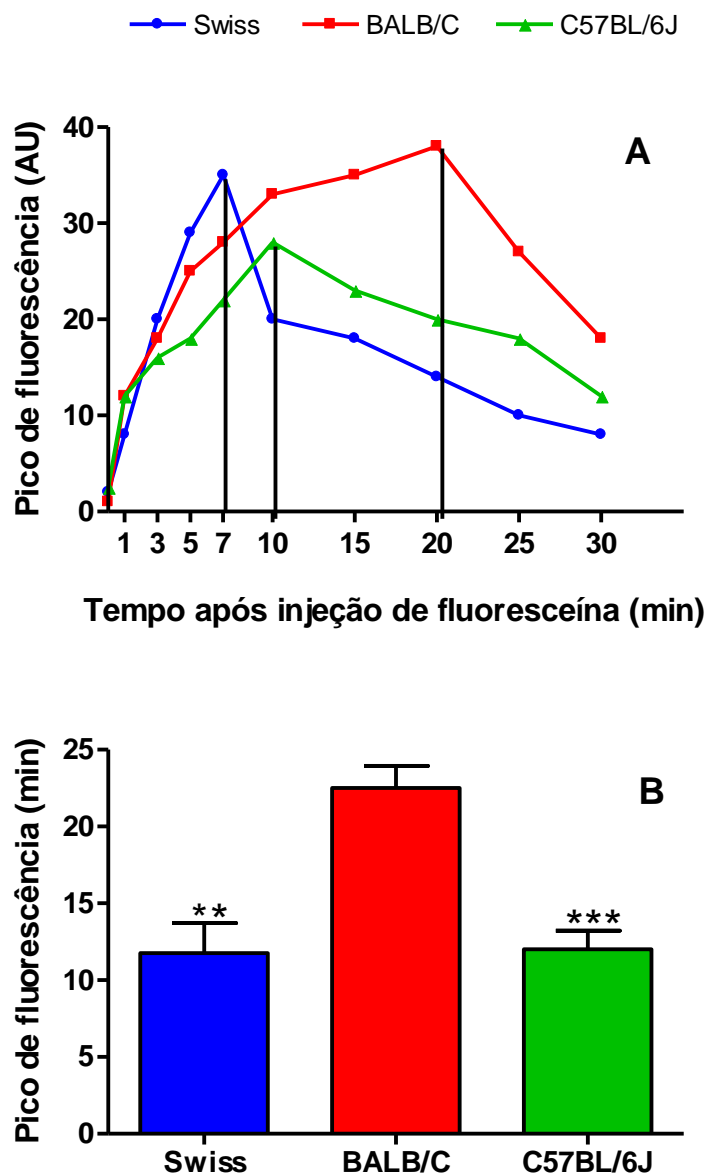 Swiss BALB/C C57BL/6J
A
Pico de fluorescência (AU)
40
30
20
10
0
1 3 5 7 10 15 20 25 30
Tempo após injeção de fluoresceína (min)
B
Pico de fluorescência (min)
25
20
15
10
5
0
**
***
Swiss BALB/C C57BL/6J